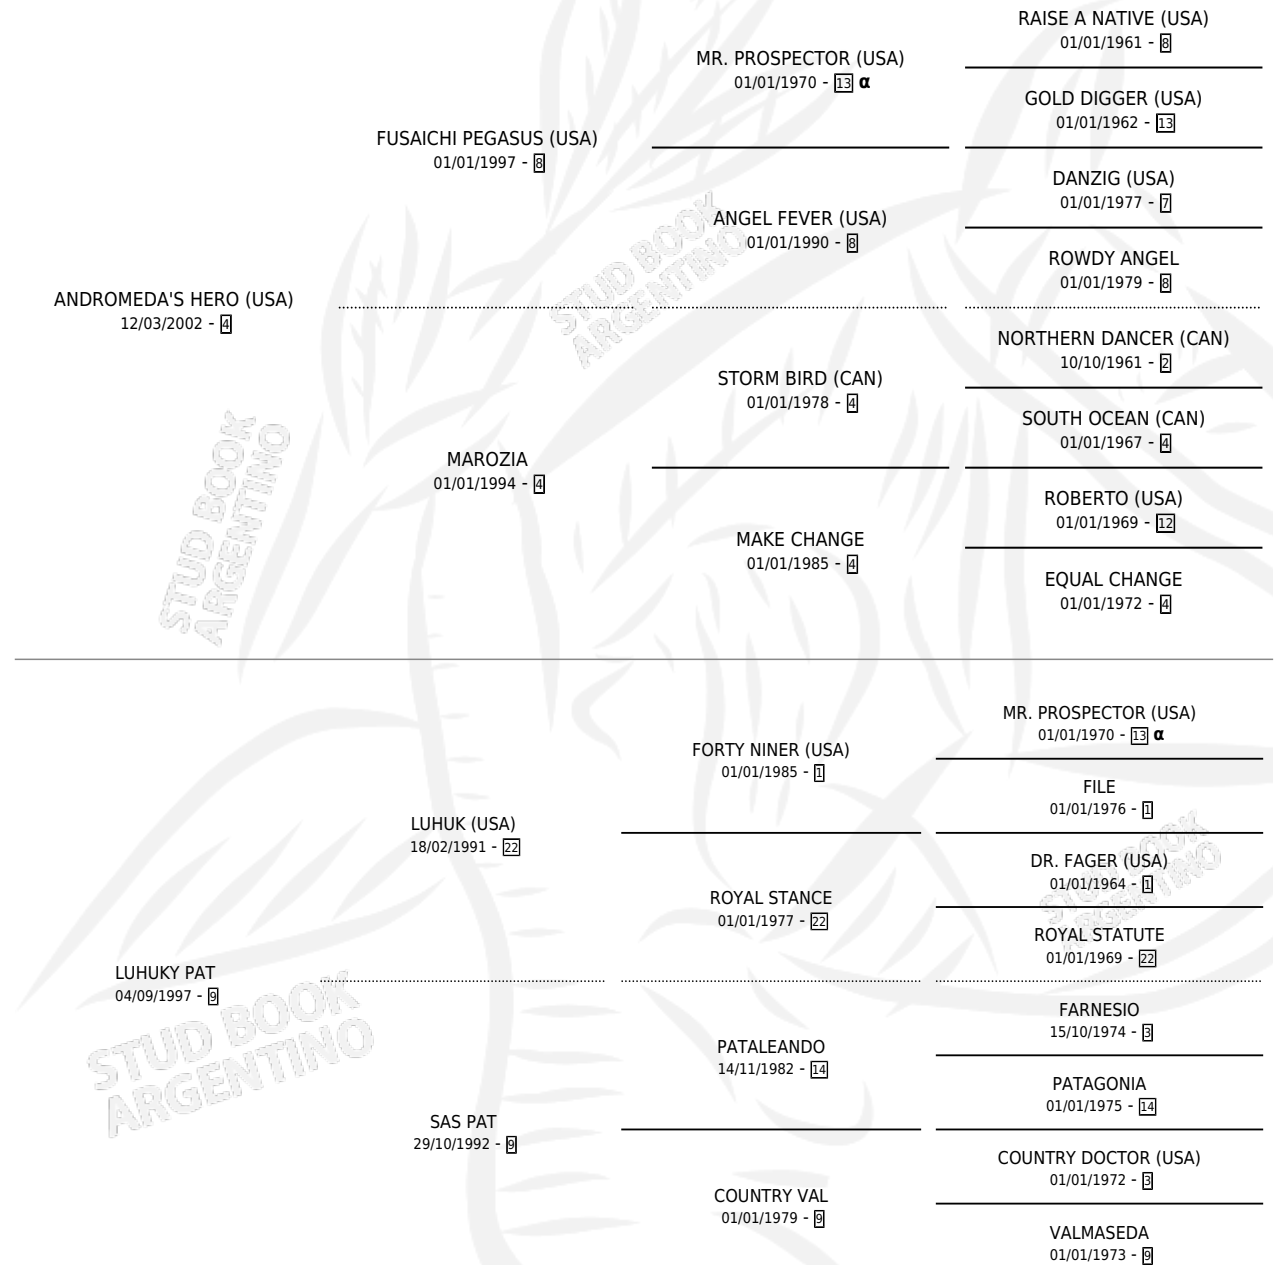 RAISE A NATIVE (USA)
01/01/1961 - 8
MR. PROSPECTOR (USA)
01/01/1970 - 13 α
GOLD DIGGER (USA)
01/01/1962 - 13
FUSAICHI PEGASUS (USA)
01/01/1997 - 8
DANZIG (USA)
01/01/1977 - 7
ANGEL FEVER (USA)
01/01/1990 - 8
ROWDY ANGEL
01/01/1979 - 8
ANDROMEDA'S HERO (USA)
12/03/2002 - 4
NORTHERN DANCER (CAN)
10/10/1961 - 2
STORM BIRD (CAN)
01/01/1978 - 4
SOUTH OCEAN (CAN)
01/01/1967 - 4
MAROZIA
01/01/1994 - 4
ROBERTO (USA)
01/01/1969 - 12
MAKE CHANGE
01/01/1985 - 4
EQUAL CHANGE
01/01/1972 - 4
MR. PROSPECTOR (USA)
01/01/1970 - 13 α
FORTY NINER (USA)
01/01/1985 - 1
FILE
01/01/1976 - 1
LUHUK (USA)
18/02/1991 - 22
DR. FAGER (USA)
01/01/1964 - 1
ROYAL STANCE
01/01/1977 - 22
ROYAL STATUTE
01/01/1969 - 22
LUHUKY PAT
04/09/1997 - 9
FARNESIO
15/10/1974 - 3
PATALEANDO
14/11/1982 - 14
PATAGONIA
01/01/1975 - 14
SAS PAT
29/10/1992 - 9
COUNTRY DOCTOR (USA)
01/01/1972 - 3
COUNTRY VAL
01/01/1979 - 9
VALMASEDA
01/01/1973 - 9
STUD BOOK
ARGENTINO
STUD BOOK
ARGENTINO
STUD BOOK
ARGENTINO
STUD BOOK
ARGENTINO